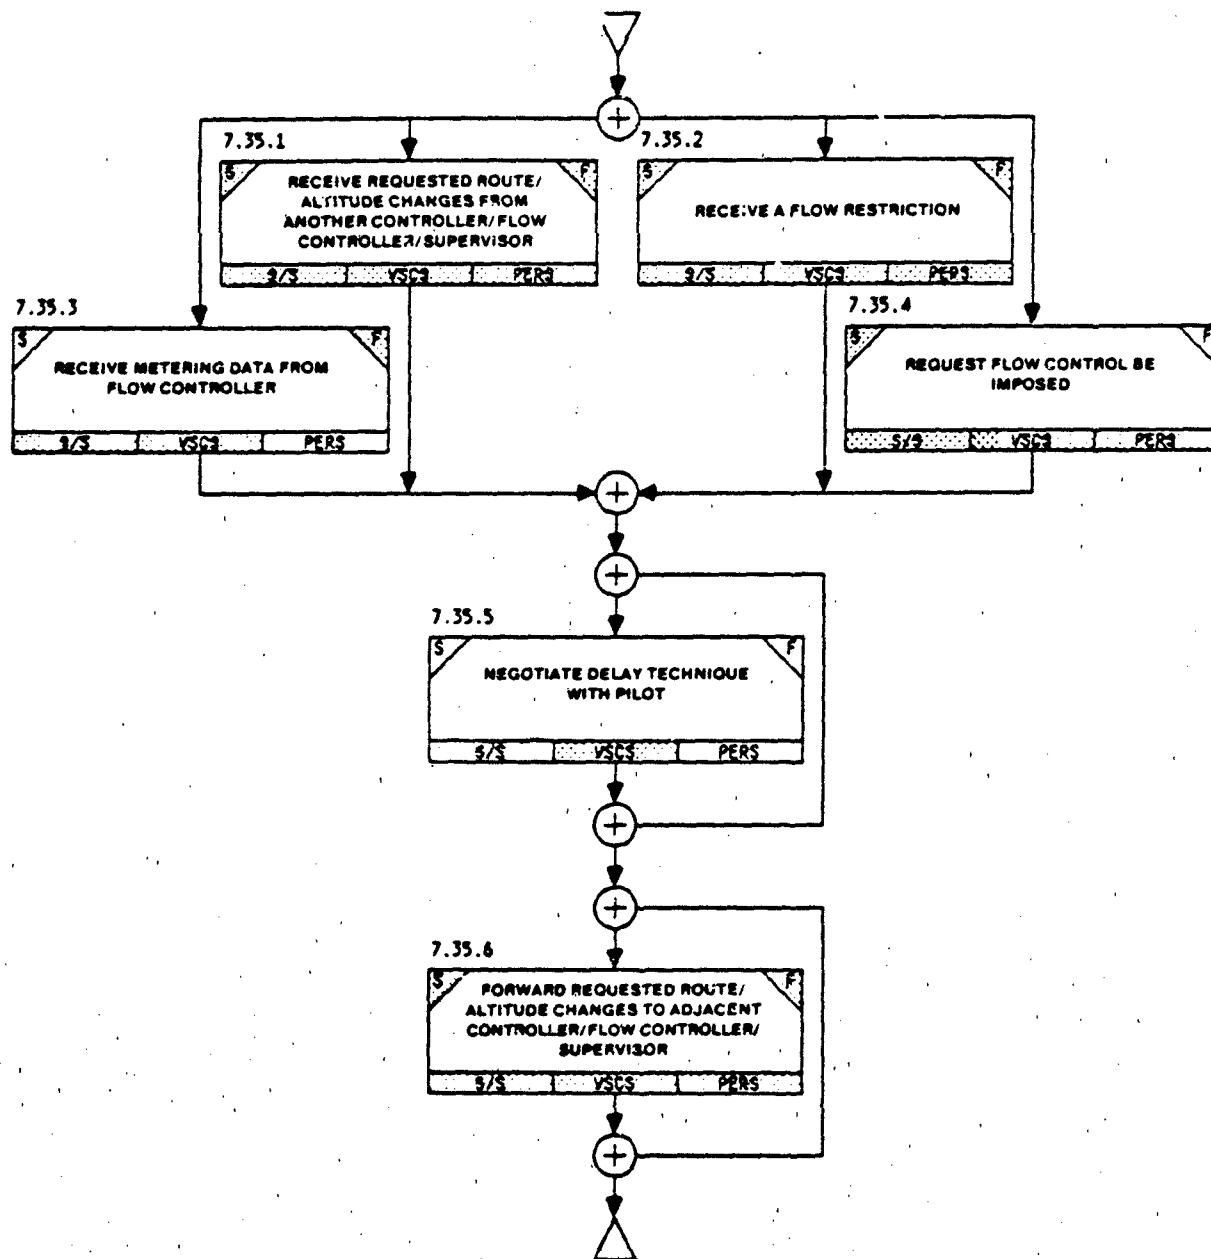 7.35.1
S F
RECEIVE REQUESTED ROUTE/
ALTITUDE CHANGES FROM
ANOTHER CONTROLLER/FLOW
CONTROLLER/SUPERVISOR
S/S VSCS PERS
7.35.2
S F
RECEIVE A FLOW RESTRICTION
S/S VSCS PERS
7.35.3
S F
RECEIVE METERING DATA FROM
FLOW CONTROLLER
S/S VSCS PERS
7.35.4
S F
REQUEST FLOW CONTROL BE
IMPOSED
S/S VSCS PERS
7.35.5
S F
NEGOTIATE DELAY TECHNIQUE
WITH PILOT
S/S VSCS PERS
7.35.6
S F
FORWARD REQUESTED ROUTE/
ALTITUDE CHANGES TO ADJACENT
CONTROLLER/FLOW CONTROLLER/
SUPERVISOR
S/S VSCS PERS